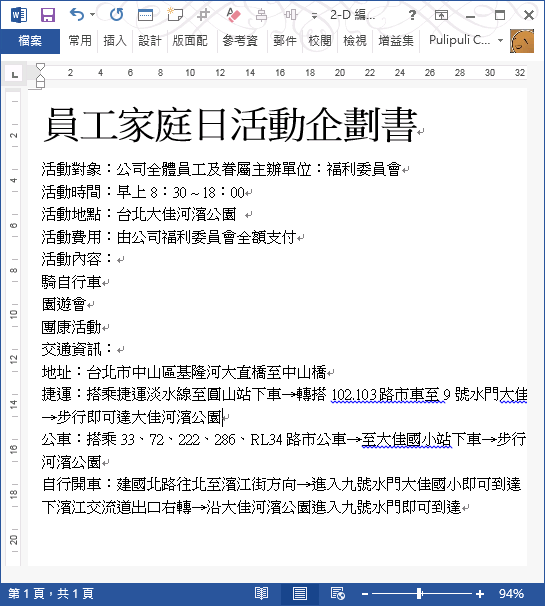 2-D 編...
?
檔案 常用 插入 設計 版面配 參考資 郵件 校閱 檢視 增益集 Pulipuli C...
L 2 4 6 8 10 12 14 16 18 20 22 24 26 28 30 32
2
4
6
8
10
12
14
16
18
20
員工家庭日活動企劃書
活動對象：公司全體員工及眷屬主辦單位：福利委員會
活動時間：早上 8：30 ~ 18：00
活動地點：台北大佳河濱公園
活動費用：由公司福利委員會全額支付
活動內容：
騎自行車
園遊會
團康活動
交通資訊：
地址：台北市中山區基隆河大直橋至中山橋
捷運：搭乘捷運淡水線至圓山站下車→轉搭 102.103 路市車至 9 號水門大佳
→步行即可達大佳河濱公園
公車：搭乘 33、72、222、286、RL34 路市公車→至大佳國小站下車→步行
河濱公園
自行開車：建國北路往北至濱江街方向→進入九號水門大佳國小即可到達
下濱江交流道出口右轉→沿大佳河濱公園進入九號水門即可到達
第 1 頁，共 1 頁 94%